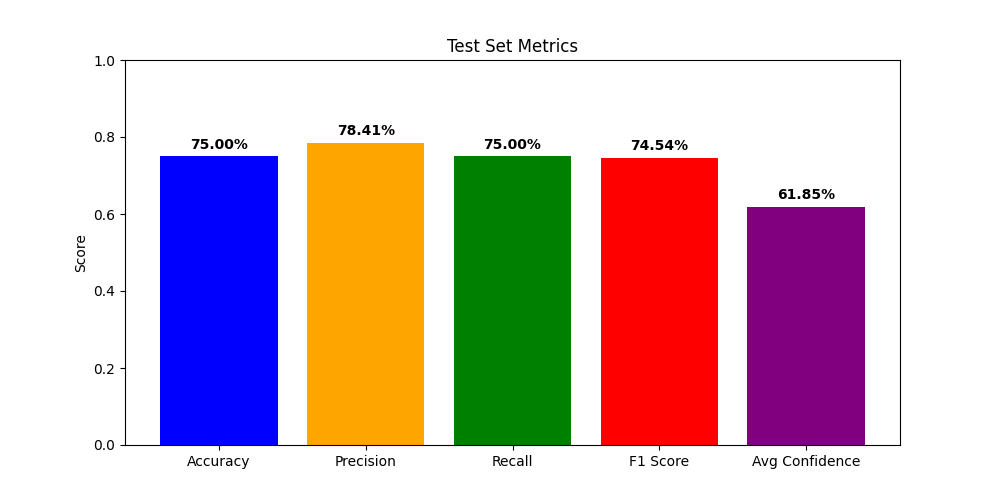 Test Set Metrics
1.0
0.8
0.6
0.4
0.2
0.0
Score
75.00%
78.41%
75.00%
74.54%
61.85%
Accuracy
Precision
Recall
F1 Score
Avg Confidence